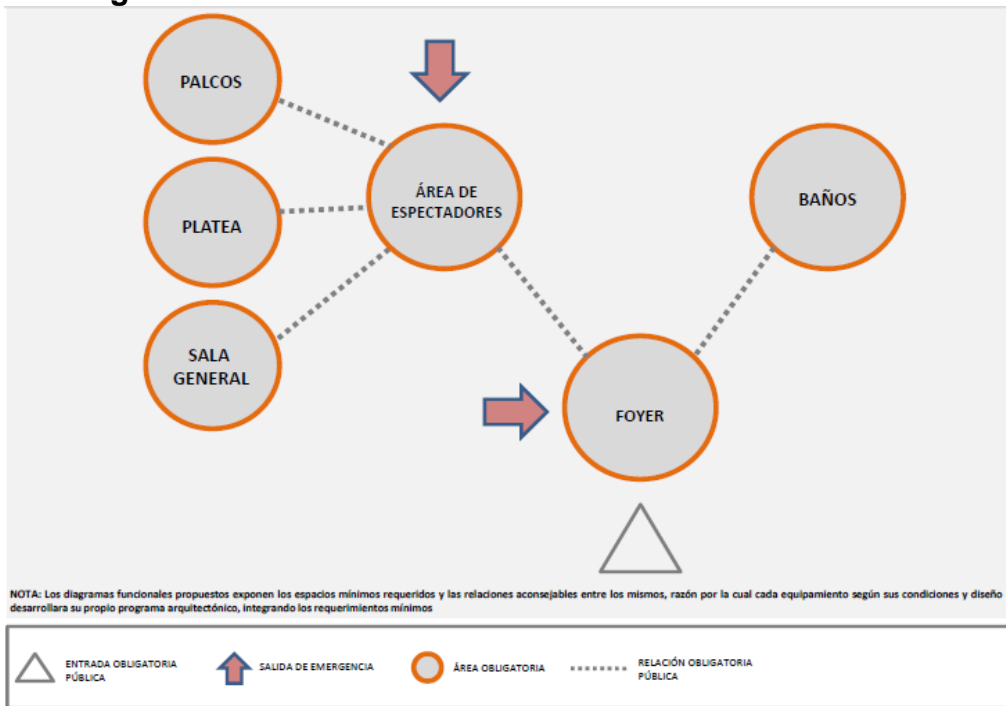 PALCOS
ÁREA DE
ESPECTADORES
BAÑOS
PLATEA
SALA
GENERAL
FOYER
NOTA: Los diagramas funcionales propuestos exponen los espacios mínimos requeridos y las relaciones aconsejables entre los mismos, razón por la cual cada equipamiento según sus condiciones y diseño
desarrollara su propio programa arquitectónico, integrando los requerimientos mínimos
ENTRADA OBLIGATORIA
PÚBLICA
SALIDA DE EMERGENCIA
ÁREA OBLIGATORIA
RELACIÓN OBLIGATORIA
PÚBLICA